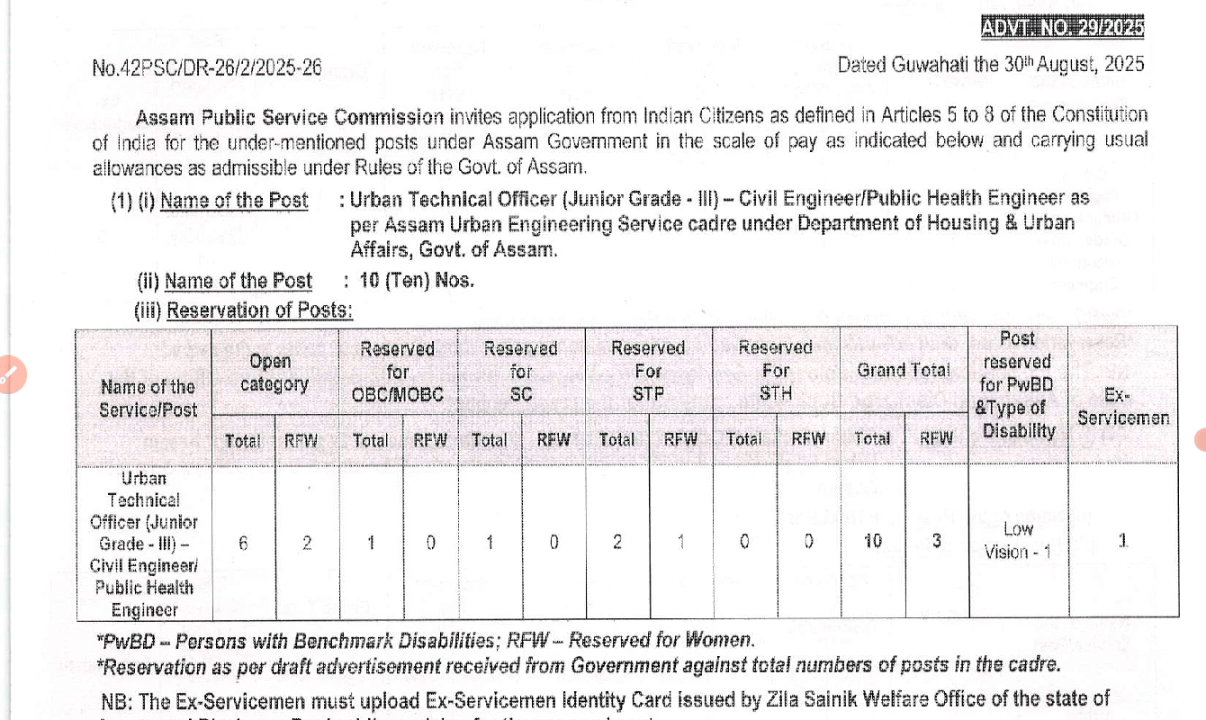 ADVT. NO. 29/2025
No.42PSC/DR-26/2/2025-26 Dated Guwahati the 30th August, 2025
Assam Public Service Commission invites application from Indian Citizens as defined in Articles 5 to 8 of the Constitution
of India for the under-mentioned posts under Assam Government in the scale of pay as indicated below and carrying usual
allowances as admissible under Rules of the Govt. of Assam.
(1) (i) Name of the Post : Urban Technical Officer (Junior Grade - III) – Civil Engineer/Public Health Engineer as
per Assam Urban Engineering Service cadre under Department of Housing & Urban
Affairs, Govt. of Assam.
(ii) Name of the Post : 10 (Ten) Nos.
(iii) Reservation of Posts:
Name of the
Service/Post
Open
category
Reserved
for
OBC/MOBC
Reserved
for
SC
Reserved
For
STP
Reserved
For
STH
Grand Total
Post
reserved
for PwBD
&Type of
Disability
Ex-
Servicemen
Total RFW Total RFW Total RFW Total RFW Total RFW Total RFW
Urban
Technical
Officer (Junior
Grade - III) –
Civil Engineer/
Public Health
Engineer
6 2 1 0 1 0 2 1 0 0 10 3
Low
Vision - 1
1
*PwBD – Persons with Benchmark Disabilities; RFW – Reserved for Women.
*Reservation as per draft advertisement received from Government against total numbers of posts in the cadre.
NB: The Ex-Servicemen must upload Ex-Servicemen Identity Card issued by Zila Sainik Welfare Office of the state of